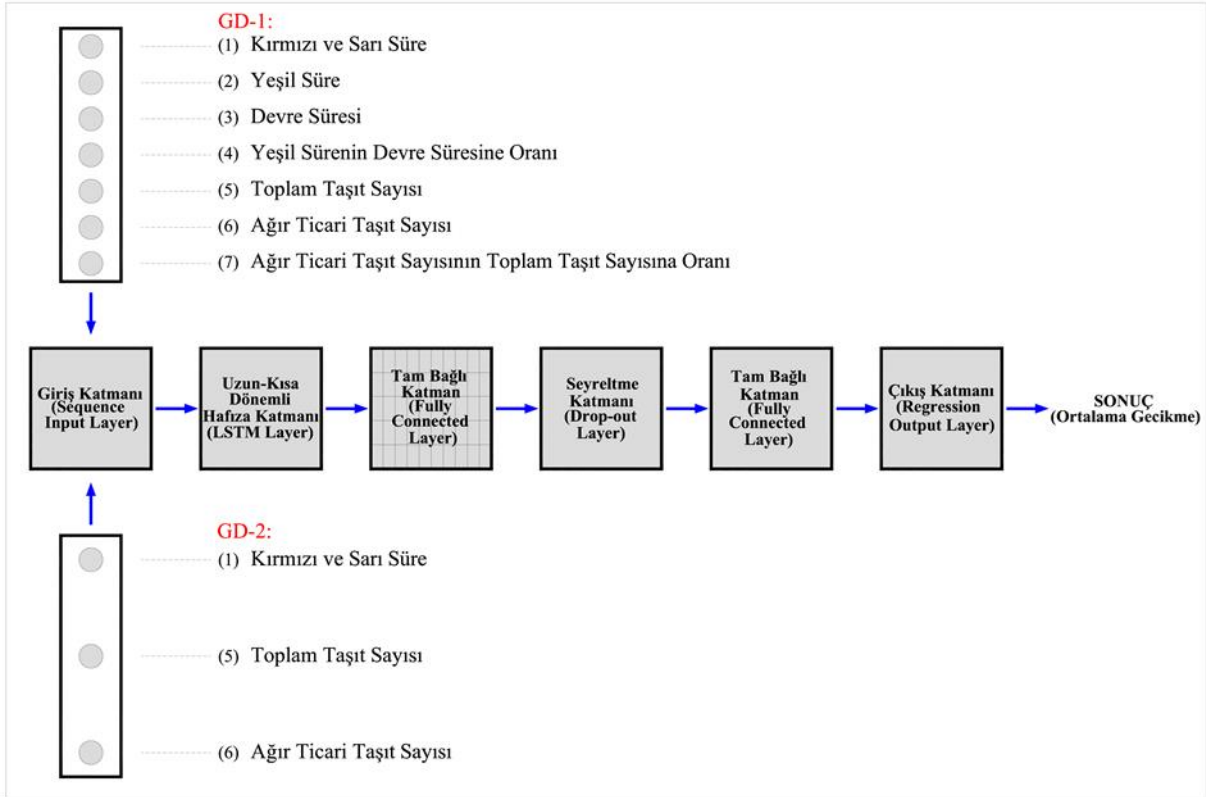 GD-1:
(1) Kırmızı ve Sarı Süre
(2) Yeşil Süre
(3) Devre Süresi
(4) Yeşil Sürenin Devre Süresine Oranı
(5) Toplam Taşıt Sayısı
(6) Ağır Ticari Taşıt Sayısı
(7) Ağır Ticari Taşıt Sayısının Toplam Taşıt Sayısına Oranı
Giriş Katmanı
(Sequence
Input Layer)
Uzun-Kısa
Dönemli
Hafıza Katmanı
(LSTM Layer)
Tam Bağlı
Katman
(Fully
Connected
Layer)
Seyreltme
Katmanı
(Drop-out
Layer)
Tam Bağlı
Katman
(Fully
Connected
Layer)
Çıkış Katmanı
(Regression
Output Layer)
SONUÇ
(Ortalama Gecikme)
GD-2:
(1) Kırmızı ve Sarı Süre
(5) Toplam Taşıt Sayısı
(6) Ağır Ticari Taşıt Sayısı